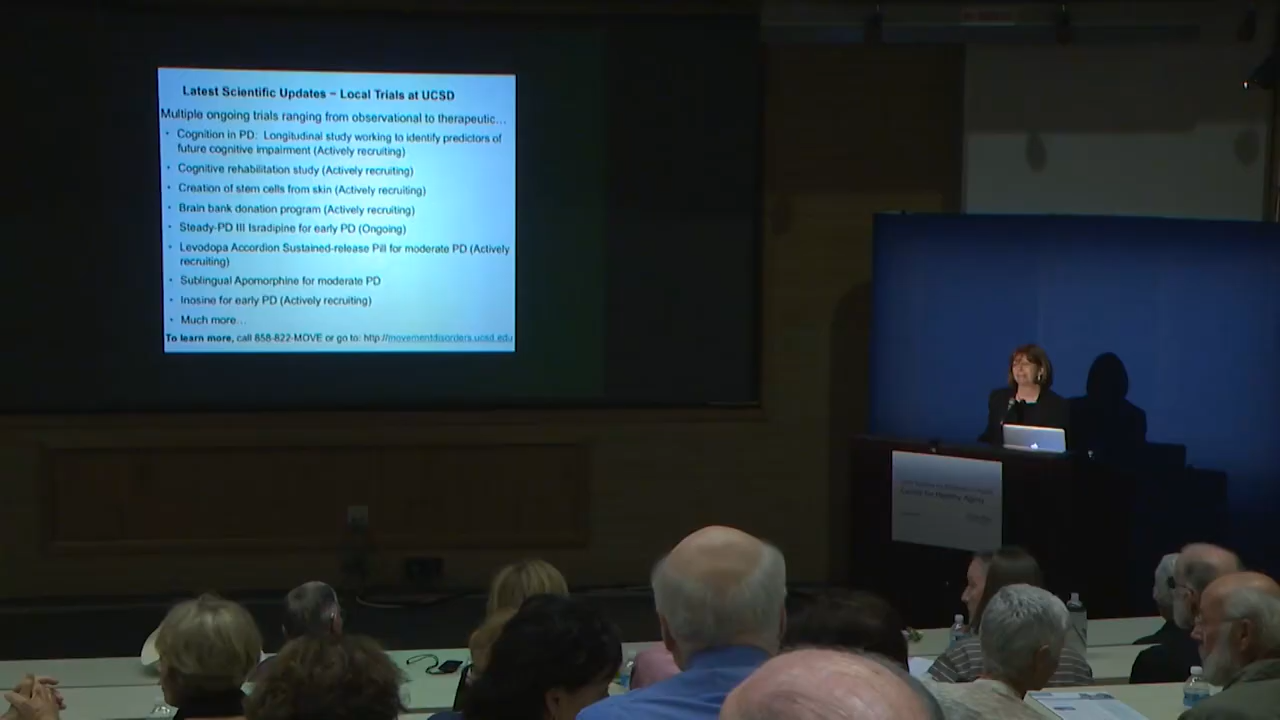 Latest Scientific Updates – Local Trials at UCSD
Multiple ongoing trials ranging from observational to therapeutic…
• Cognition in PD: Longitudinal study working to identify predictors of
future cognitive impairment (Actively recruiting)
• Cognitive rehabilitation study (Actively recruiting)
• Creation of stem cells from skin (Actively recruiting)
• Brain bank donation program (Actively recruiting)
• Steady-PD III Isradipine for early PD (Ongoing)
• Levodopa Accordion Sustained-release Pill for moderate PD (Actively
recruiting)
• Sublingual Apomorphine for moderate PD
• Inosine for early PD (Actively recruiting)
• Much more…
To learn more, call 858-822-MOVE or go to: http://movementdisorders.ucsd.edu
Center for Healthy Aging